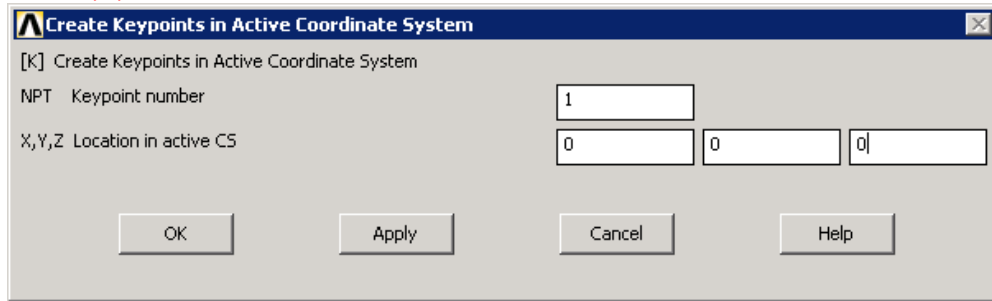 Create Keypoints in Active Coordinate System
[K] Create Keypoints in Active Coordinate System
NPT Keypoint number 1
X,Y,Z Location in active CS 0 0 0
OK Apply Cancel Help